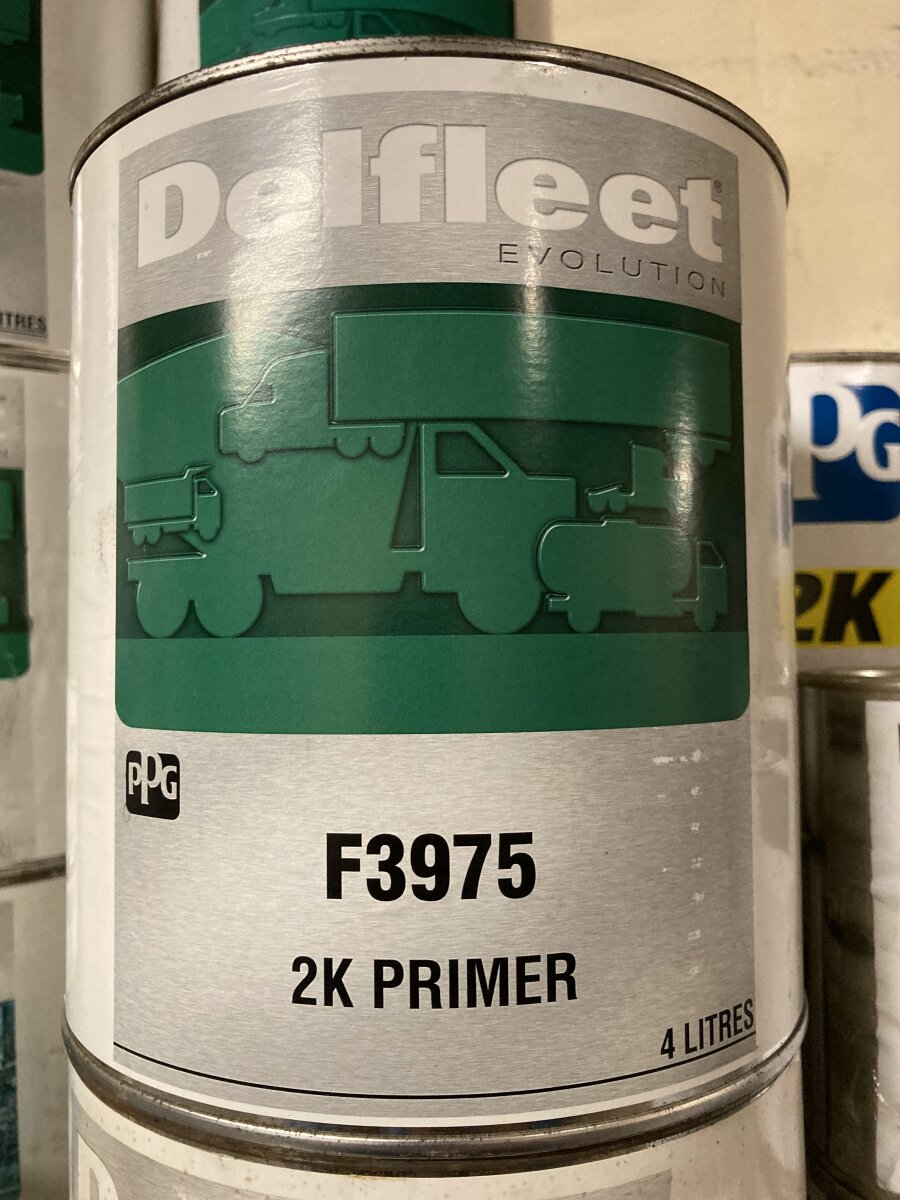 Delfleet®
EVOLUTION
PPG
F3975
2K PRIMER
4 LITRES
LITRES
PPG
2K